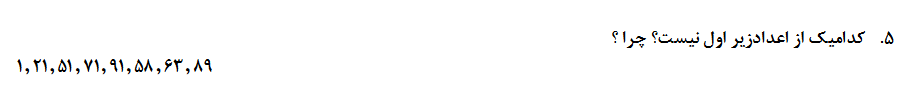 ۵. کدامیک از اعدادزیر اول نیست؟ چرا ؟
۱ , ۲۱ , ۵۱ , ۷۱ , ۹۱ , ۵۸ , ۶۳ , ۸۹